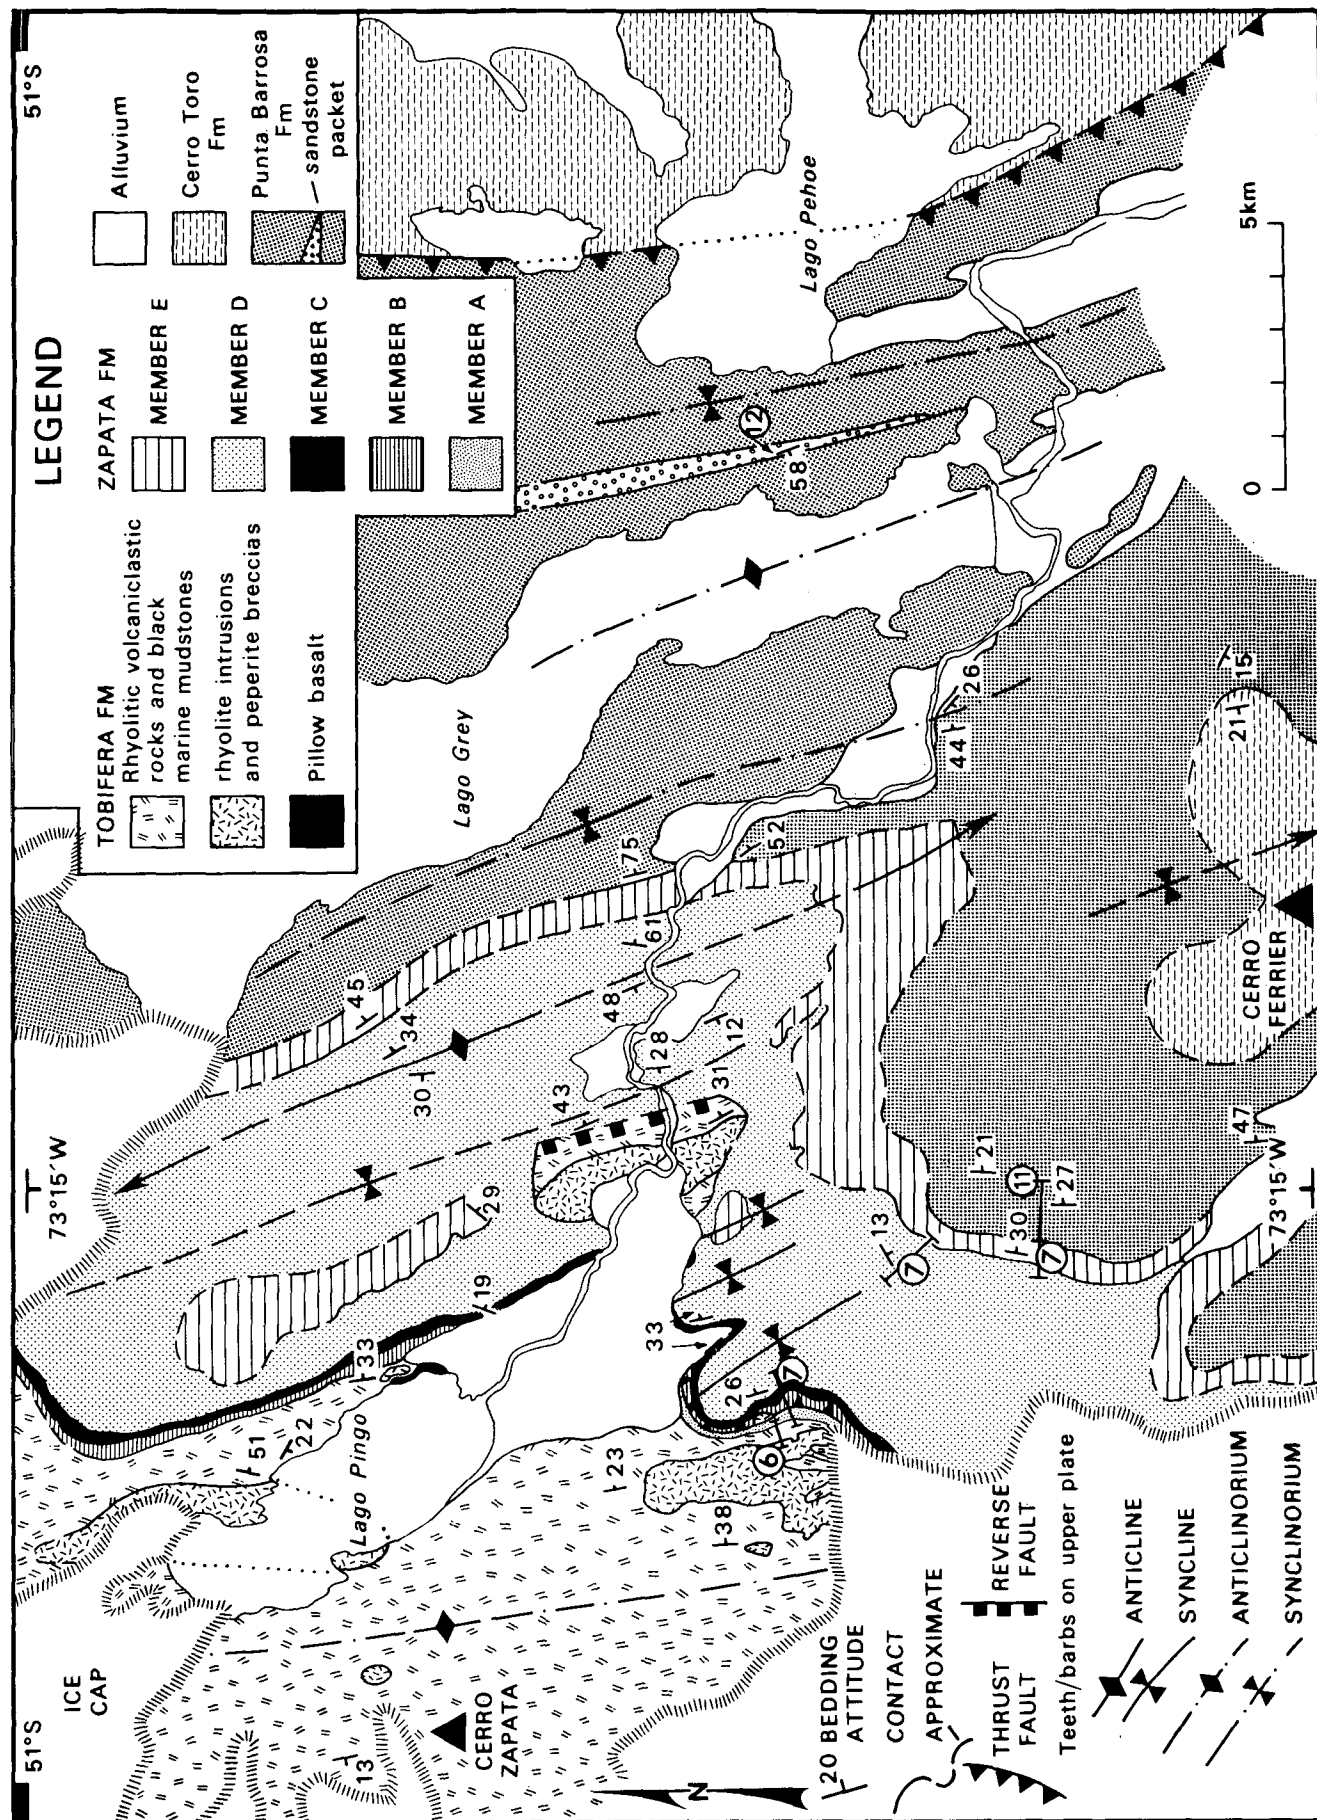 51°S
51°S
73°15′W
73°15′W
LEGEND
TOBIFERA FM
Rhyolitic volcaniclastic
rocks and black
marine mudstones
rhyolite intrusions
and peperite breccias
Pillow basalt
ZAPATA FM
MEMBER E
MEMBER D
MEMBER C
MEMBER B
MEMBER A
Alluvium
Cerro Toro
Fm
Punta Barrosa
Fm
sandstone
packet
ICE
CAP
CERRO
ZAPATA
Lago Pingo
Lago Grey
Lago Pehoe
CERRO
FERRIER
13
51
22
33
19
29
30
34
45
23
38
26
33
43
31
12
28
48
61
75
52
44
26
58
13
30
21
27
47
21
15
6
7
7
7
11
12
N
20 BEDDING
ATTITUDE
CONTACT
APPROXIMATE
THRUST
FAULT
REVERSE
FAULT
Teeth/barbs on upper plate
ANTICLINE
SYNCLINE
ANTICLINORIUM
SYNCLINORIUM
0
5km